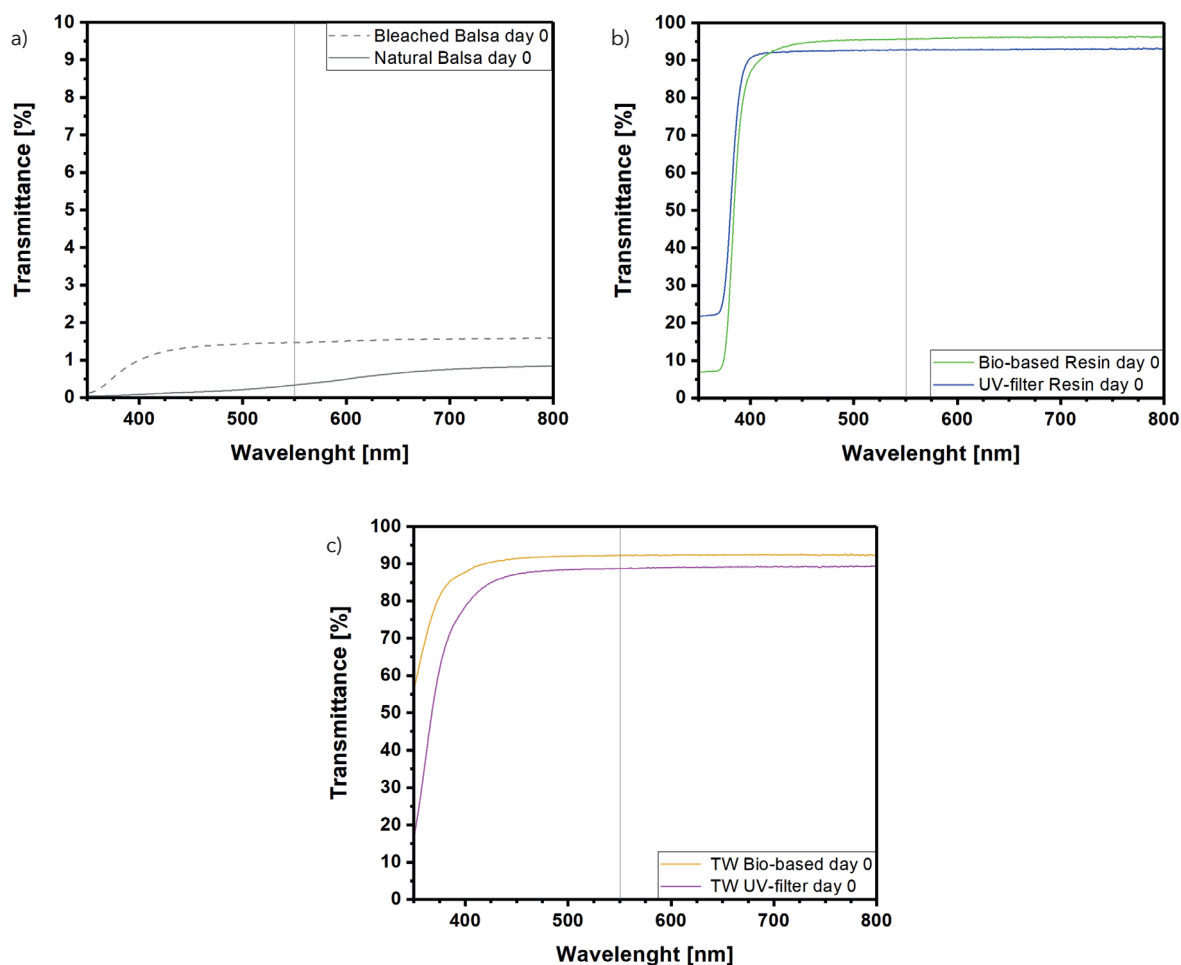 a)
10
9
8
7
6
5
4
3
2
1
0
Transmittance [%]
Bleached Balsa day 0
Natural Balsa day 0
400 500 600 700 800
Wavelenght [nm]
b)
100
90
80
70
60
50
40
30
20
10
0
Transmittance [%]
Bio-based Resin day 0
UV-filter Resin day 0
400 500 600 700 800
Wavelenght [nm]
c)
100
90
80
70
60
50
40
30
20
10
0
Transmittance [%]
TW Bio-based day 0
TW UV-filter day 0
400 500 600 700 800
Wavelenght [nm]